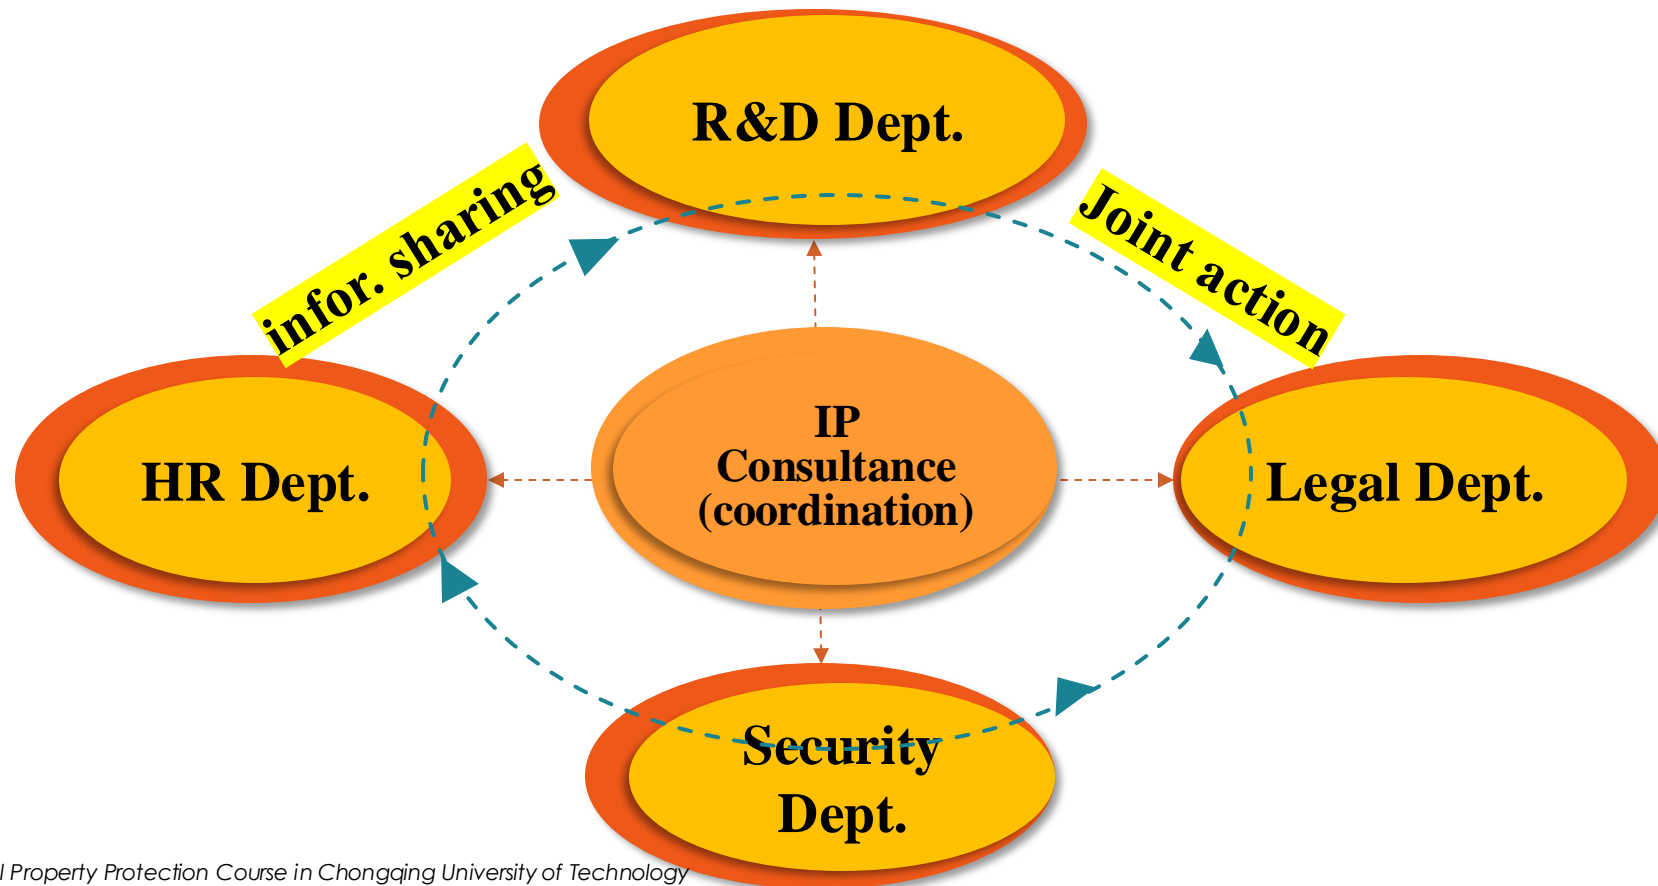 R&D Dept.
infor. sharing
Joint action
IP
Consultance
(coordination)
HR Dept.
Legal Dept.
Security
Dept.
l Property Protection Course in Chongqing University of Technology